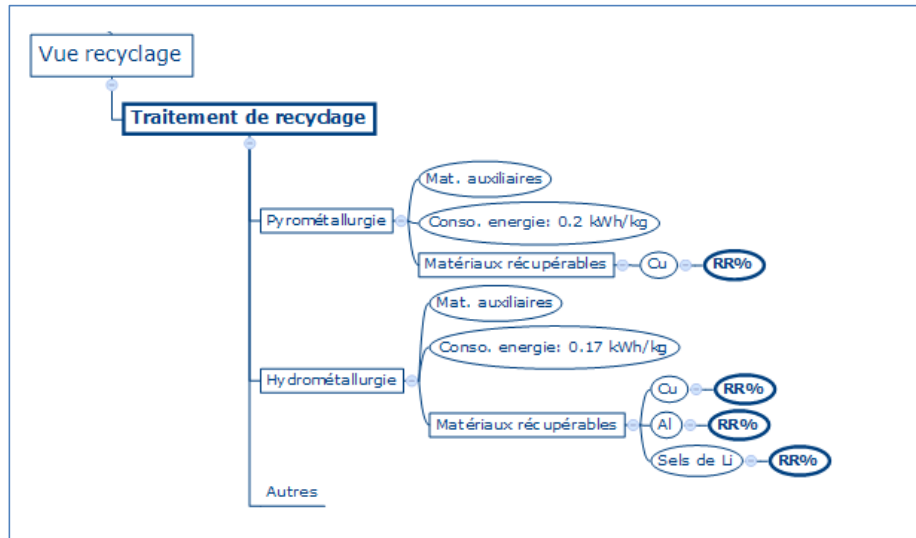 Vue recyclage
Traitement de recyclage
Pyrométallurgie
Mat. auxiliaires
Conso. energie: 0.2 kWh/kg
Matériaux récupérables
Cu
RR%
Hydrométallurgie
Mat. auxiliaires
Conso. energie: 0.17 kWh/kg
Matériaux récupérables
Cu
RR%
Al
RR%
Sels de Li
RR%
Autres